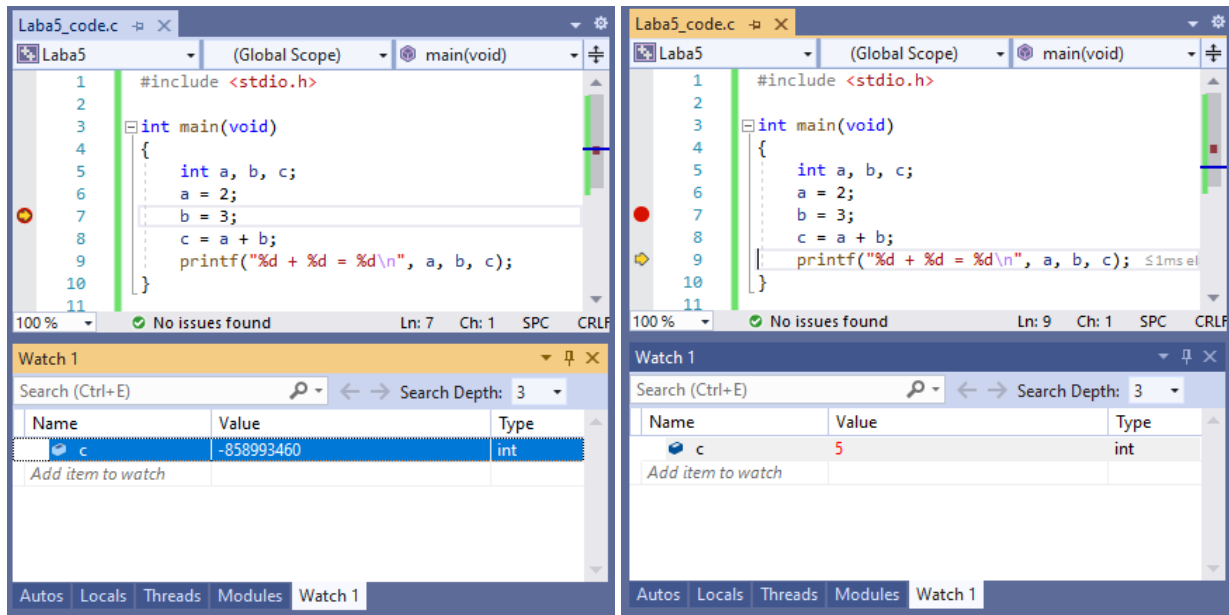 Laba5_code.c
Laba5 (Global Scope) main(void)
1 #include <stdio.h>
2
3 int main(void)
4 {
5 int a, b, c;
6 a = 2;
7 b = 3;
8 c = a + b;
9 printf("%d + %d = %d\n", a, b, c);
10 }
11
100 % No issues found Ln: 7 Ch: 1 SPC CRLF
Watch 1
Search (Ctrl+E) Search Depth: 3
Name Value Type
c -858993460 int
Add item to watch
Autos Locals Threads Modules Watch 1
Laba5_code.c
Laba5 (Global Scope) main(void)
1 #include <stdio.h>
2
3 int main(void)
4 {
5 int a, b, c;
6 a = 2;
7 b = 3;
8 c = a + b;
9 printf("%d + %d = %d\n", a, b, c); ≤1ms el
10 }
11
100 % No issues found Ln: 9 Ch: 1 SPC CRLF
Watch 1
Search (Ctrl+E) Search Depth: 3
Name Value Type
c 5 int
Add item to watch
Autos Locals Threads Modules Watch 1